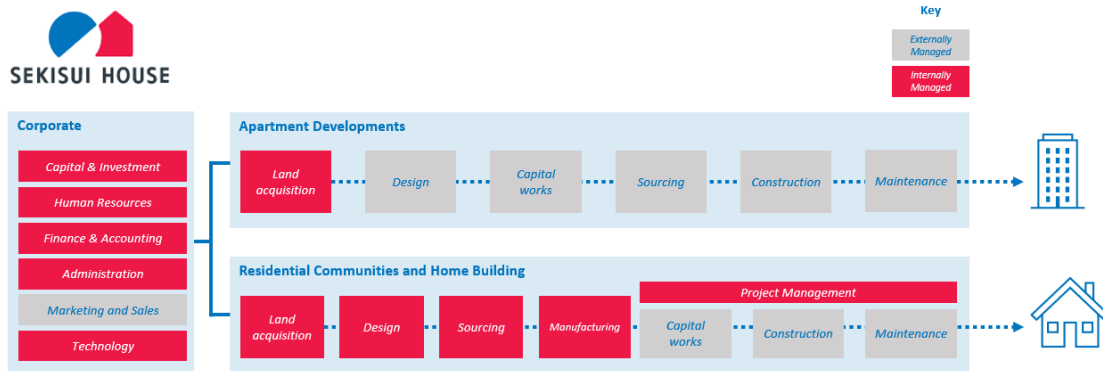 Key
Externally
Managed
Internally
Managed
SEKISUI HOUSE
Corporate
Capital & Investment
Human Resources
Finance & Accounting
Administration
Marketing and Sales
Technology
Apartment Developments
Land
acquisition
Design
Capital
works
Sourcing
Construction
Maintenance
Residential Communities and Home Building
Land
acquisition
Design
Sourcing
Manufacturing
Project Management
Capital
works
Construction
Maintenance